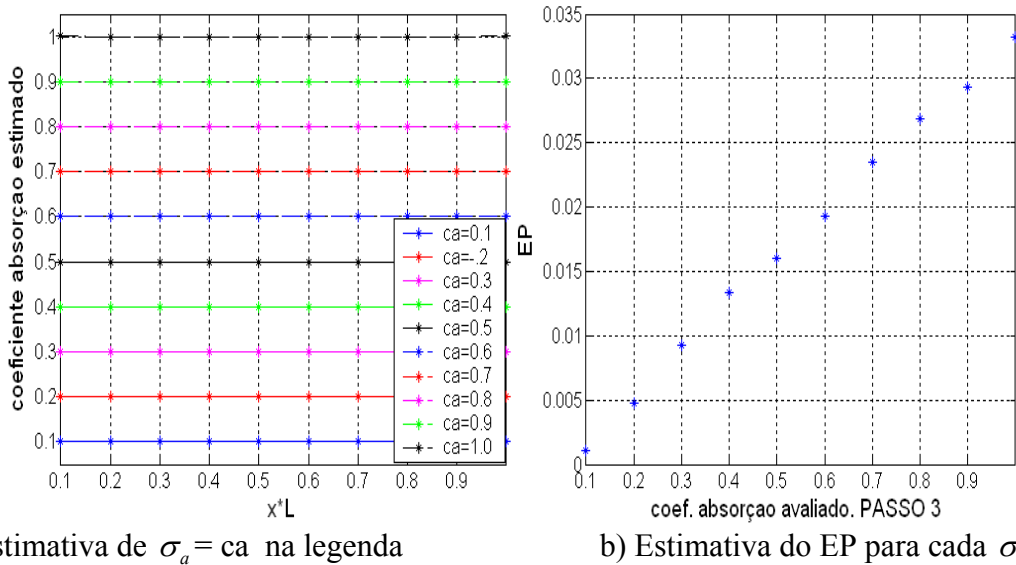 coeficiente absorçao estimado
1
0.9
0.8
0.7
0.6
0.5
0.4
0.3
0.2
0.1
ca=0.1
ca=-.2
ca=0.3
ca=0.4
ca=0.5
ca=0.6
ca=0.7
ca=0.8
ca=0.9
ca=1.0
0.1 0.2 0.3 0.4 0.5 0.6 0.7 0.8 0.9
x*L
EP
0.035
0.03
0.025
0.02
0.015
0.01
0.005
0
0.1 0.2 0.3 0.4 0.5 0.6 0.7 0.8 0.9
coef. absorçao avaliado. PASSO 3
stimativa de σₐ = ca na legenda
b) Estimativa do EP para cada σ